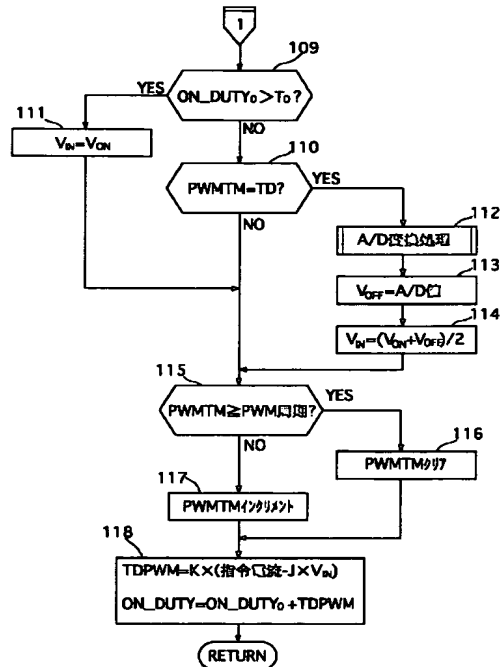 1
109
ON_DUTY₀>T₀?
YES
111
V_IN=V_ON
NO
110
PWMTM=TD?
YES
NO
112
A/D変換処理
113
V_OFF=A/D値
114
V_IN=(V_ON+V_OFF)/2
115
PWMTM≧PWM周期?
YES
NO
116
PWMTMクリア
117
PWMTMインクリメント
118
TDPWM=K×(指令電流-J×V_IN)
ON_DUTY=ON_DUTY₀+TDPWM
RETURN